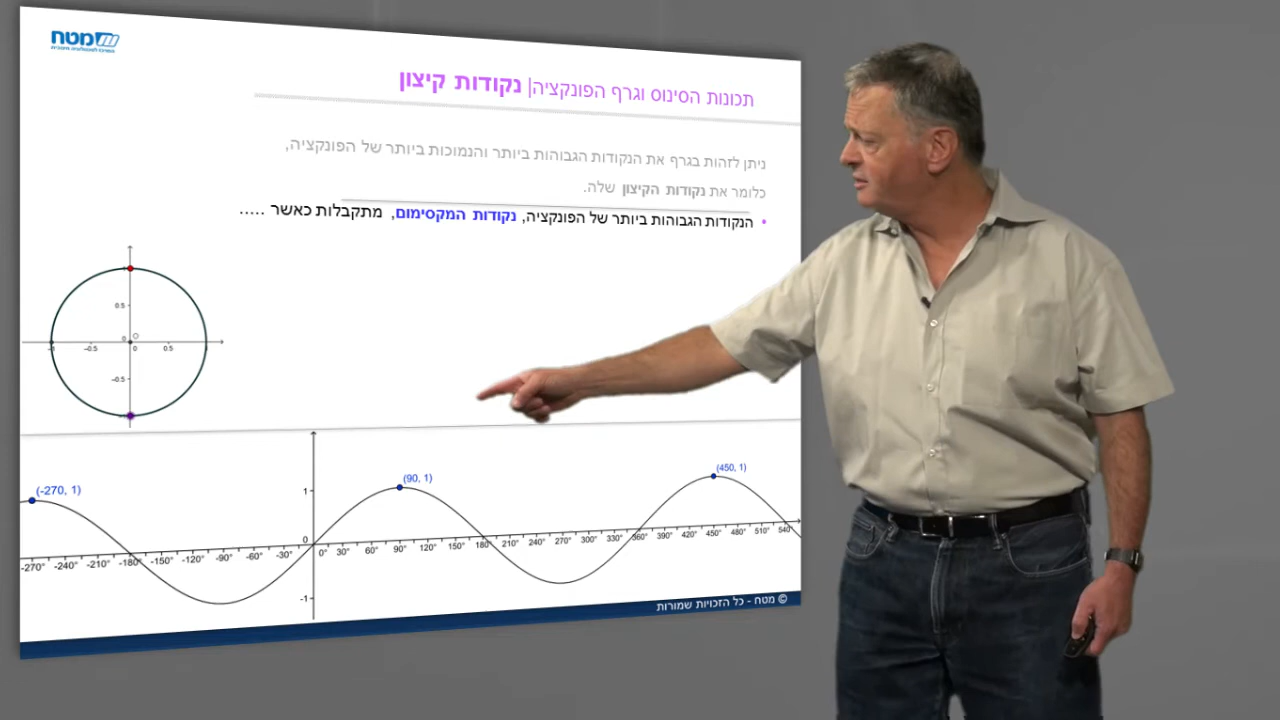 מטח
תכונות הסינוס וגרף הפונקציה| נקודות קיצון
ניתן לזהות בגרף את הנקודות הגבוהות ביותר והנמוכות ביותר של הפונקציה,
כלומר את נקודות הקיצון שלה.
• הנקודות הגבוהות ביותר של הפונקציה, נקודות המקסימום, מתקבלות כאשר .....
0.5
0
O
-1 -0.5 0 0.5
-0.5
(-270, 1) (90, 1) (450, 1)
1
0
-270° -240° -210° -180° -150° -120° -90° -60° -30° 0° 30° 60° 90° 120° 150° 180° 210° 240° 270° 300° 330° 360° 390° 420° 450° 480° 510° 540°
-1
© מטח - כל הזכויות שמורות